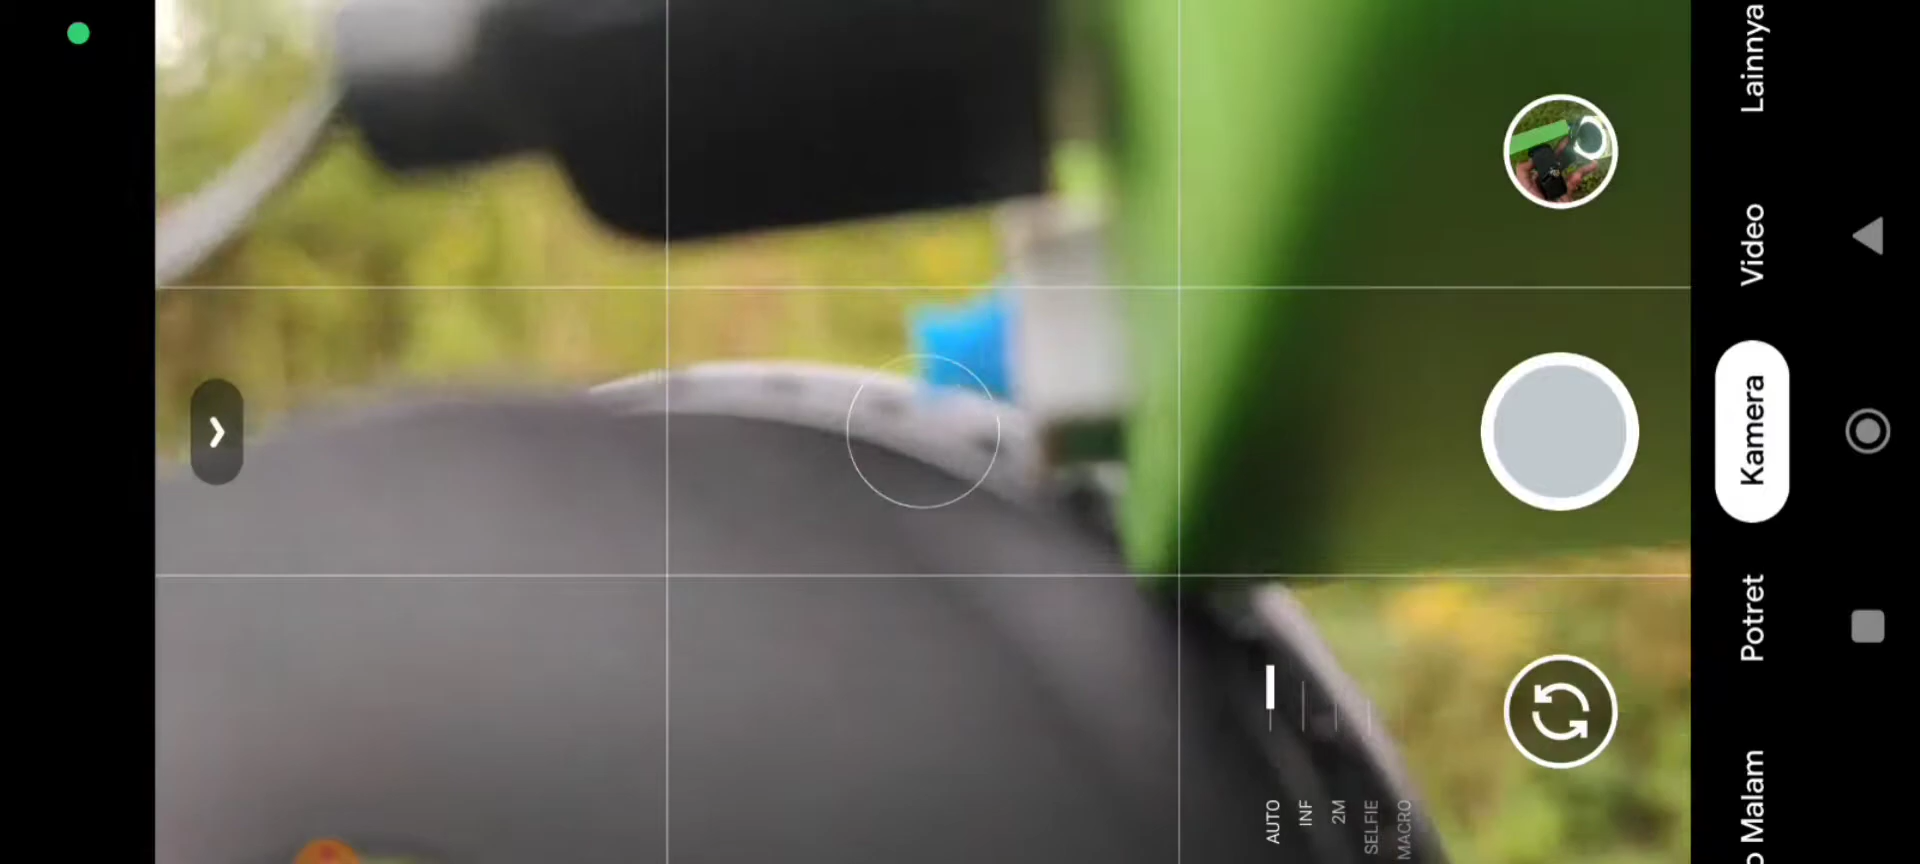 Lainnya
Video
Kamera
Potret
Malam
AUTO
INF
2M
SELFIE
MACRO